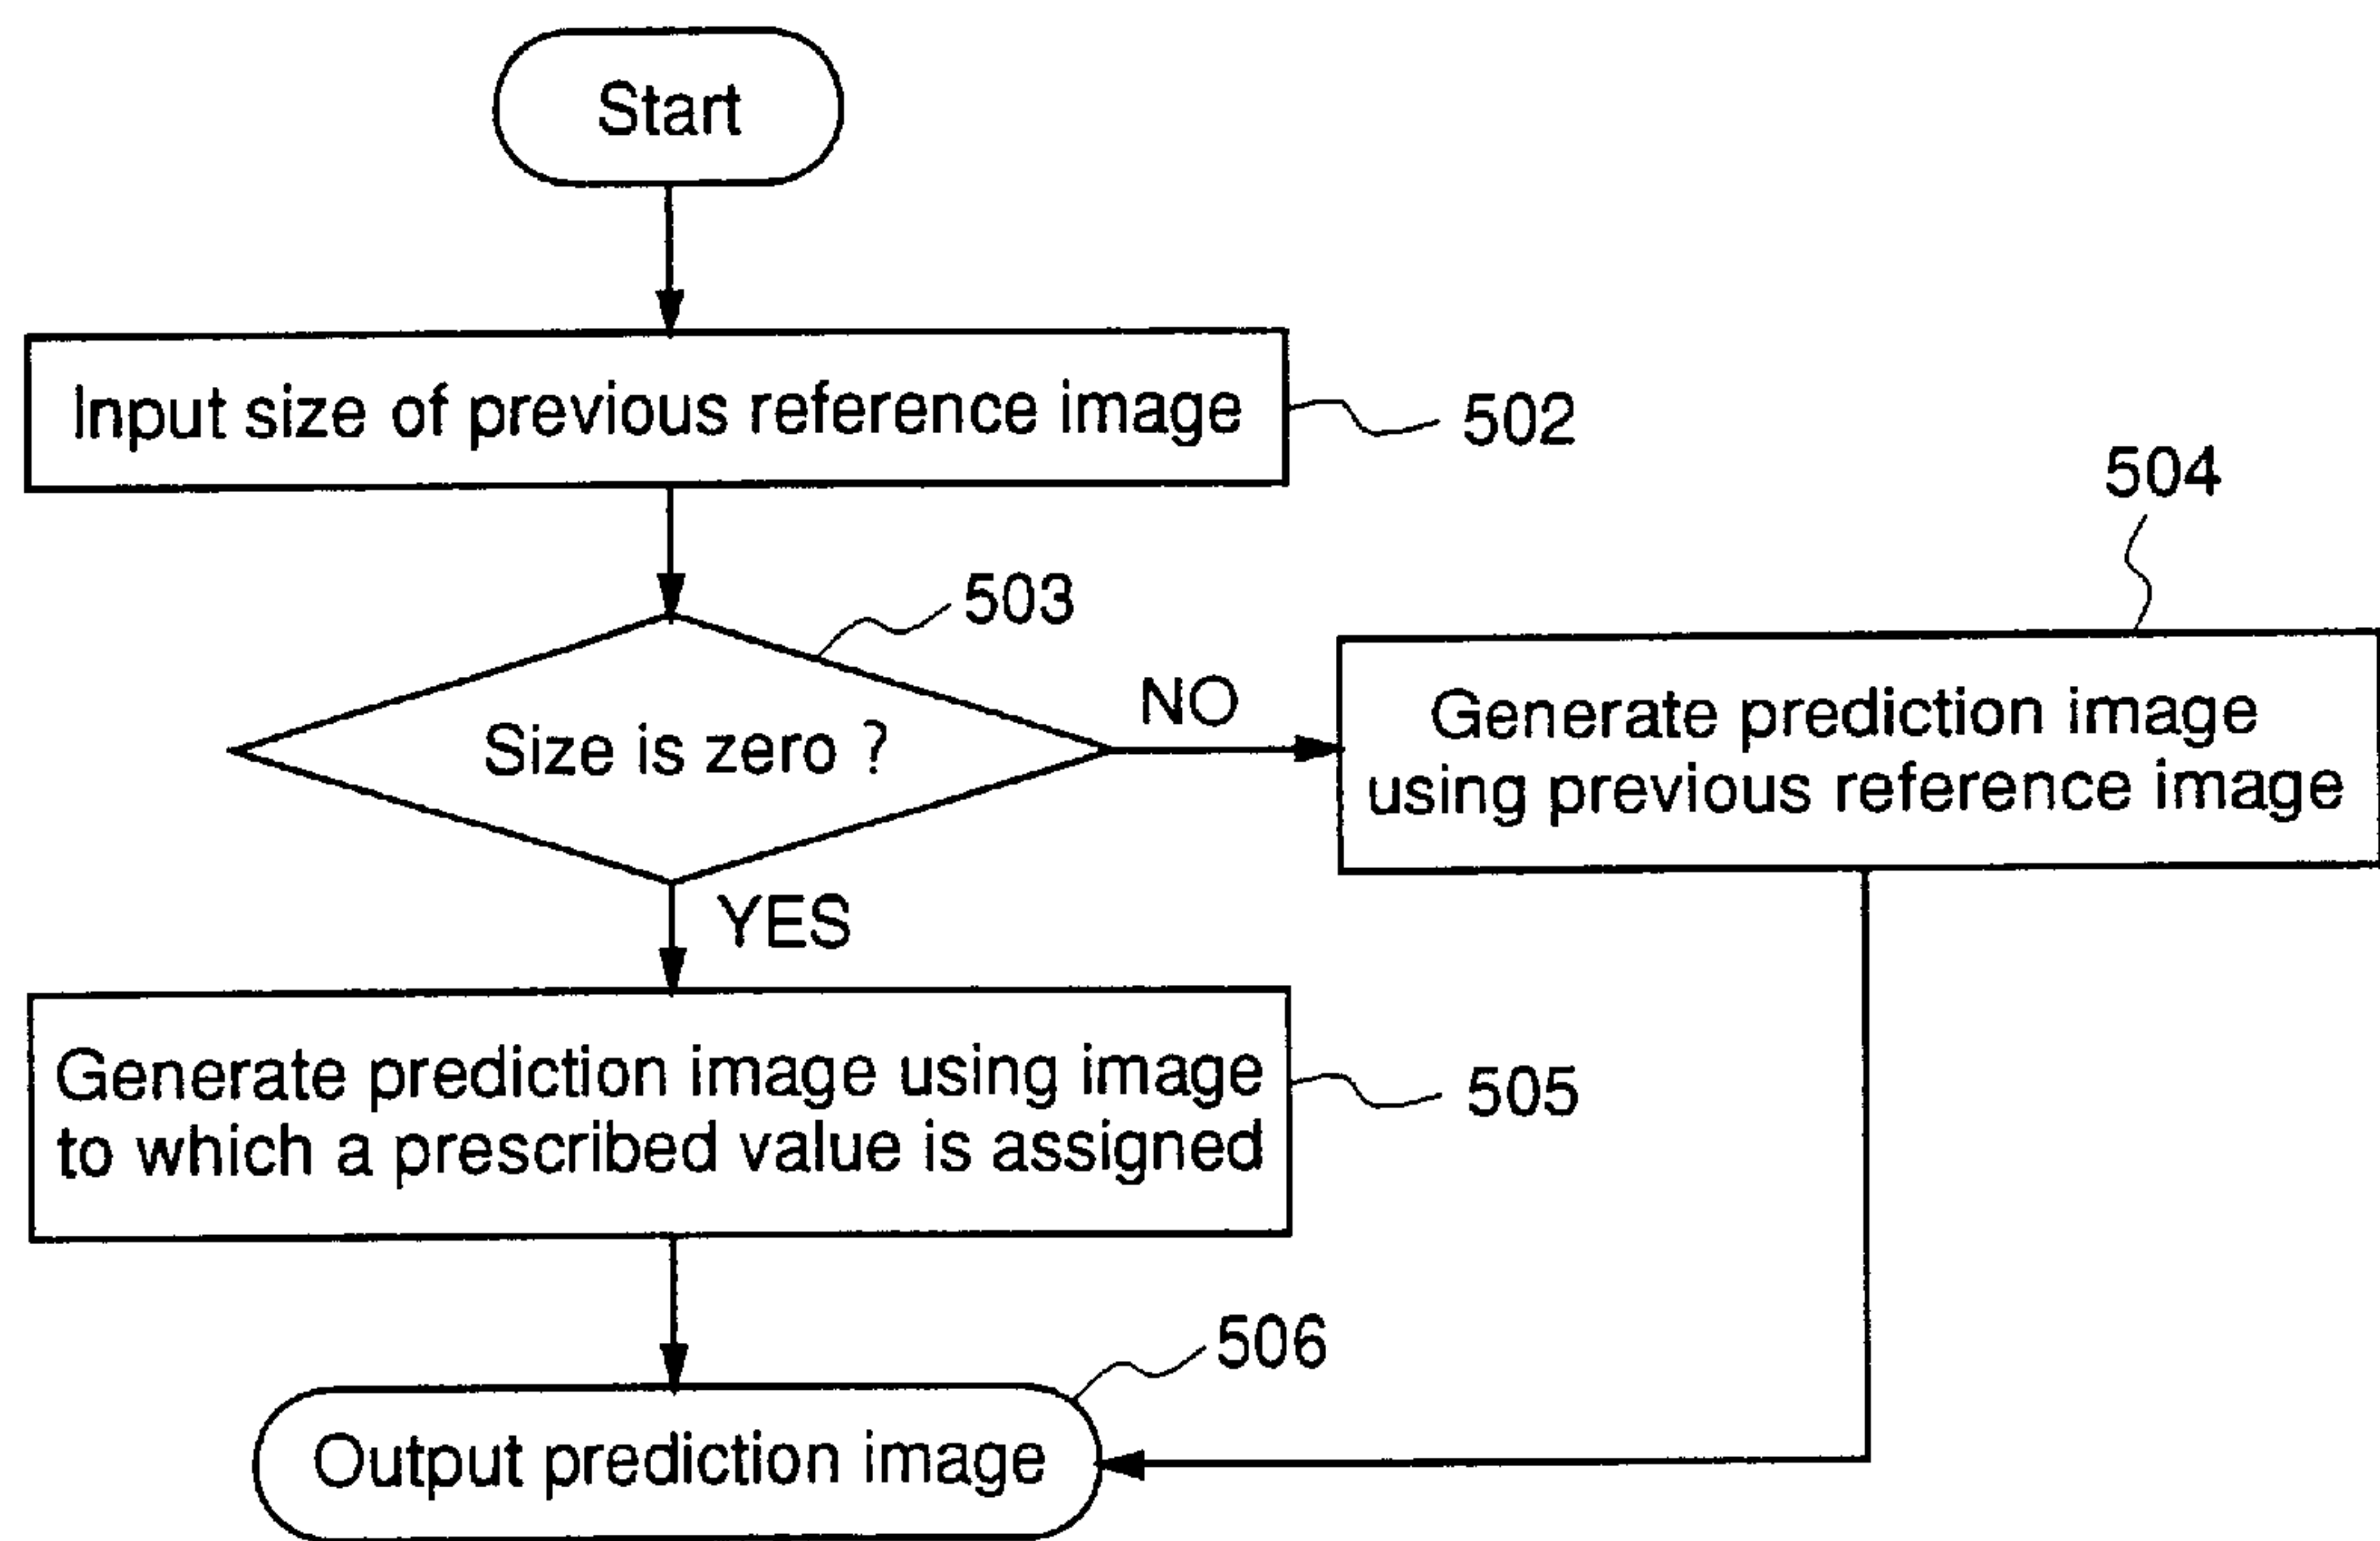 Start
Input size of previous reference image
502
503
504
Size is zero ?
NO
Generate prediction image
using previous reference image
YES
Generate prediction image using image
to which a prescribed value is assigned
505
506
Output prediction image